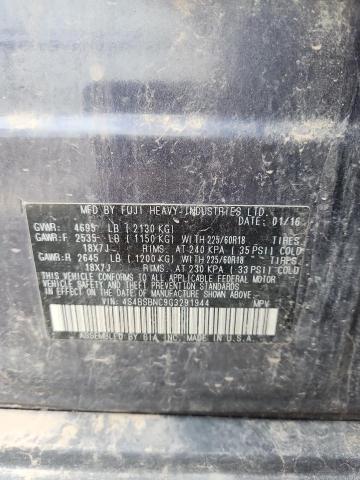 MFD BY FUJI HEAVY-INDUSTRIES LTD.
DATE: 01/16
GVWR: 4695 LB ( 2130 KG)
GAWR:F 2535 LB ( 1150 KG) WITH 225/60R18 TIRES
18X7J RIMS, AT 240 KPA ( 35 PSI) COLD
GAWR:R 2645 LB ( 1200 KG) WITH 225/60R18 TIRES
18X7J RIMS, AT 230 KPA ( 33 PSI) COLD
THIS VEHICLE CONFORMS TO ALL APPLICABLE FEDERAL MOTOR
VEHICLE SAFETY AND THEFT PREVENTION STANDARDS
IN EFFECT ON THE DATE OF MANUFACTURE SHOWN ABOVE.
VIN: 4S4BSBNC9G3291944 MPV
ASSEMBLED BY SIA, INC. MADE IN U.S.A.